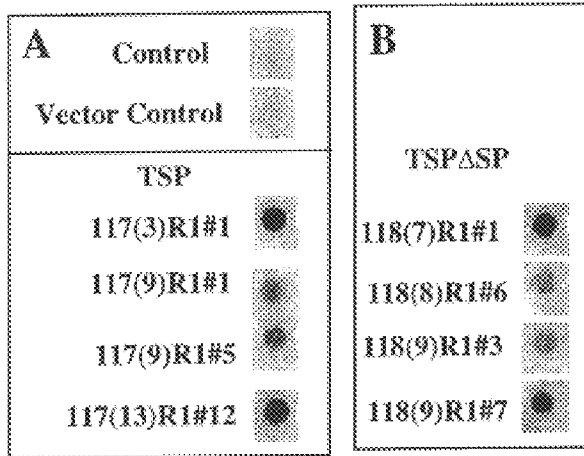 A
Control
Vector Control
TSP
117(3)R1#1
117(9)R1#1
117(9)R1#5
117(13)R1#12
B
TSPΔSP
118(7)R1#1
118(8)R1#6
118(9)R1#3
118(9)R1#7